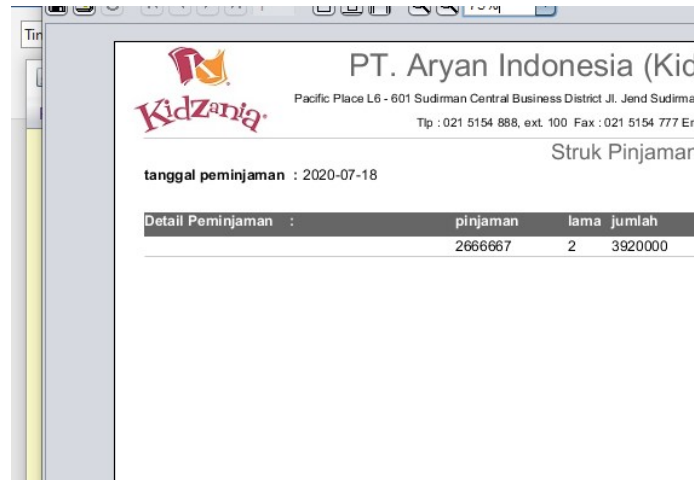 Tin
PT. Aryan Indonesia (Kid
KidZania
Pacific Place L6 - 601 Sudirman Central Business District Jl. Jend Sudirma
Tlp : 021 5154 888, ext. 100 Fax : 021 5154 777 Er
Struk Pinjamar
tanggal peminjaman : 2020-07-18
Detail Peminjaman : pinjaman lama jumlah
2666667 2 3920000